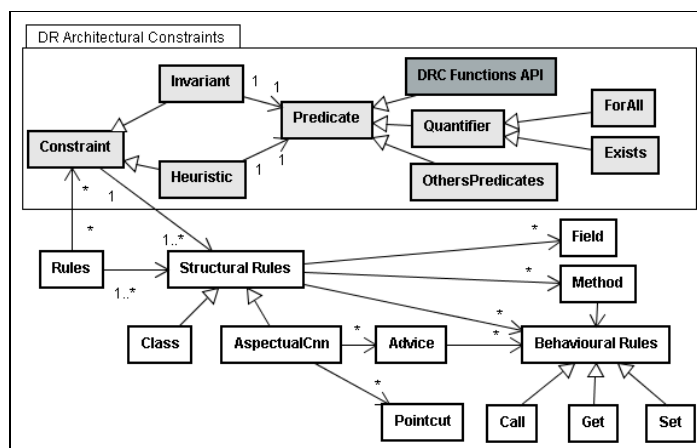 DR Architectural Constraints
Invariant
1
1
DRC Functions API
ForAll
Predicate
Quantifier
Constraint
Exists
Heuristic
1
1
OthersPredicates
*
1
*
1..*
*
Field
Rules
Structural Rules
*
Method
1..*
*
Class
AspectualCnn
*
Advice
*
Behavioural Rules
*
Pointcut
Call
Get
Set